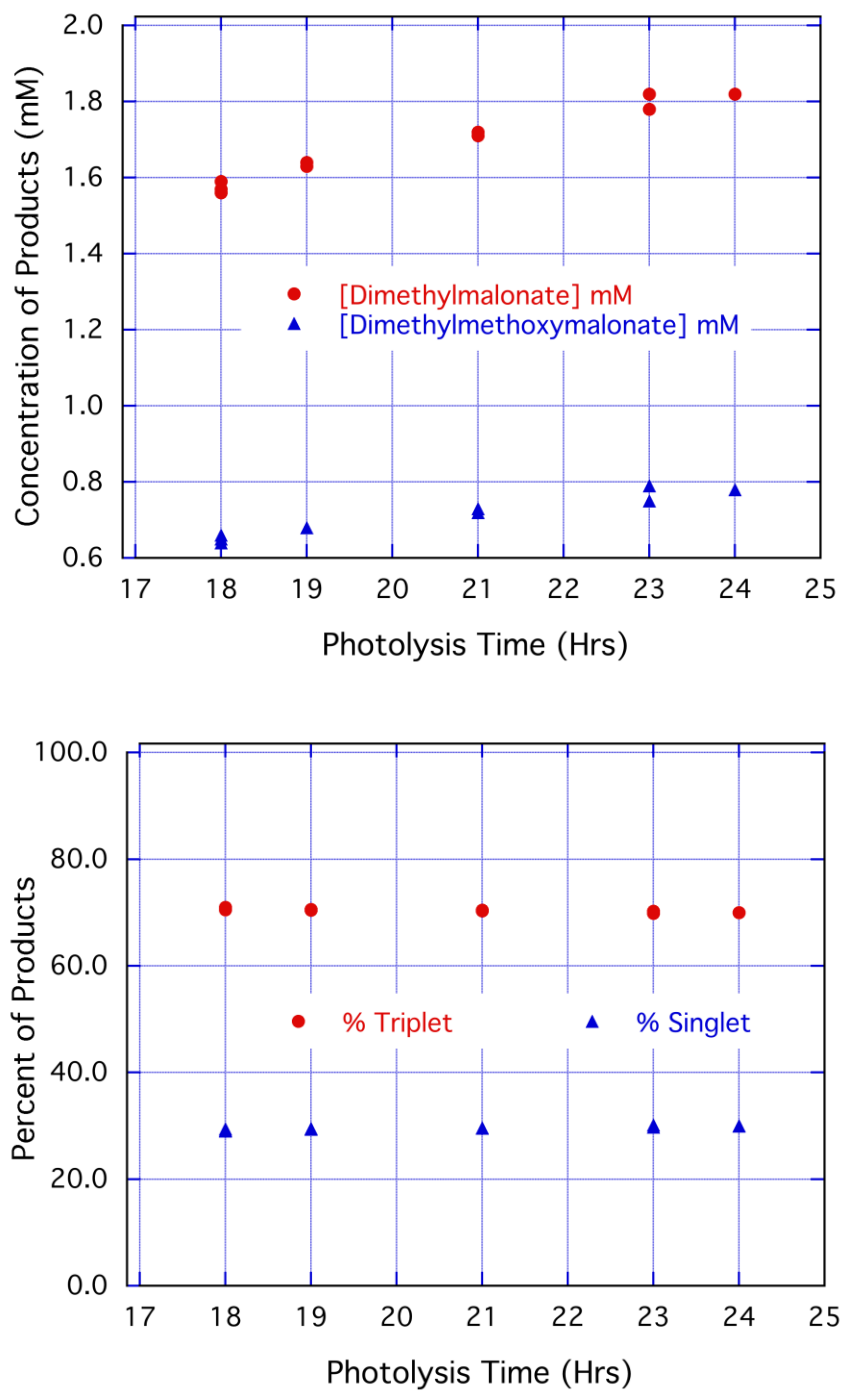 Concentration of Products (mM)
2.0
1.8
1.6
1.4
1.2
1.0
0.8
0.6
[Dimethylmalonate] mM
[Dimethylmethoxymalonate] mM
17 18 19 20 21 22 23 24 25
Photolysis Time (Hrs)
Percent of Products
100.0
80.0
60.0
40.0
20.0
0.0
% Triplet % Singlet
17 18 19 20 21 22 23 24 25
Photolysis Time (Hrs)